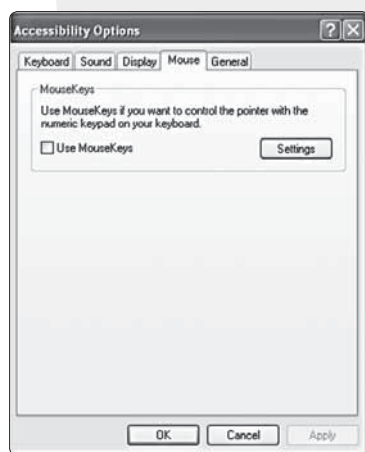 Accessibility Options
Keyboard Sound Display Mouse General
MouseKeys
Use MouseKeys if you want to control the pointer with the
numeric keypad on your keyboard.
Use MouseKeys Settings
OK Cancel Apply